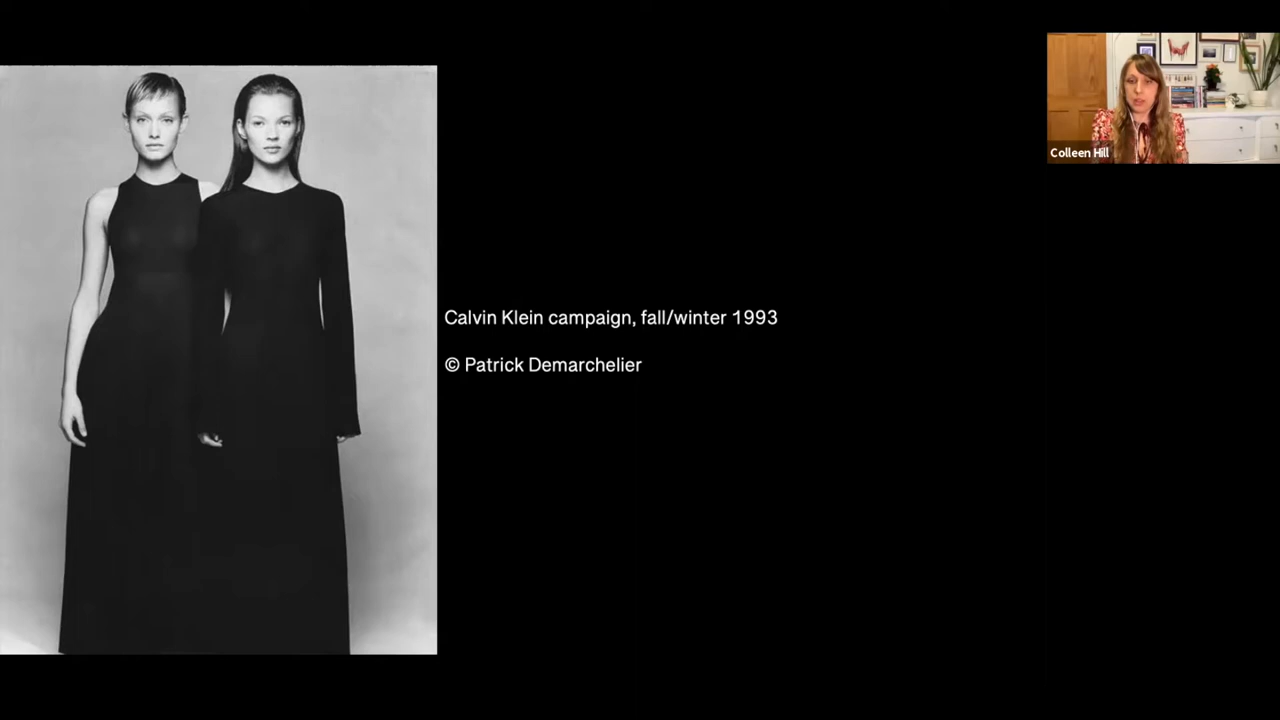 Colleen Hill
Calvin Klein campaign, fall/winter 1993
© Patrick Demarchelier